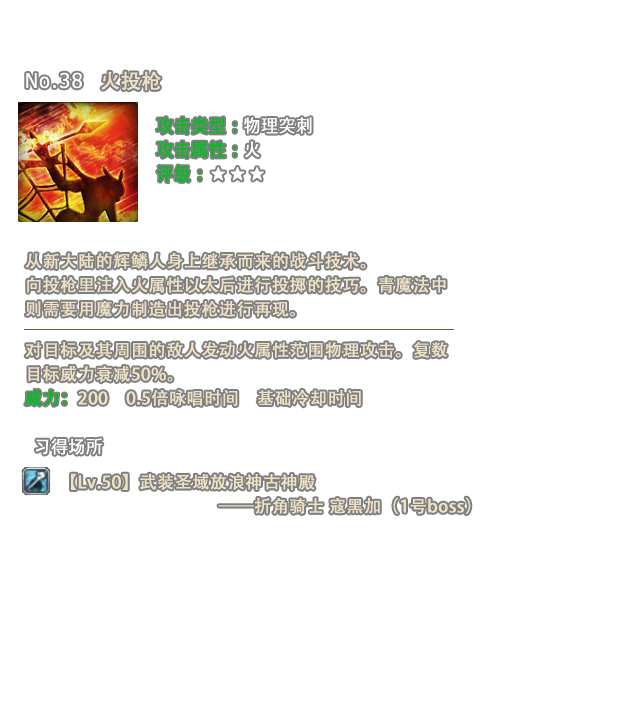 No.38 火投枪
攻击类型：物理突刺
攻击属性：火
评级：★★★
从新大陆的辉鳞人身上继承而来的战斗技术。
向投枪里注入火属性以太后进行投掷的技巧。青魔法中
则需要用魔力制造出投枪进行再现。
对目标及其周围的敌人发动火属性范围物理攻击。复数
目标威力衰减50%。
威力：200 0.5倍咏唱时间 基础冷却时间
习得场所
【Lv.50】武装圣域放浪神古神殿
——折角骑士 寇黑加（1号boss）